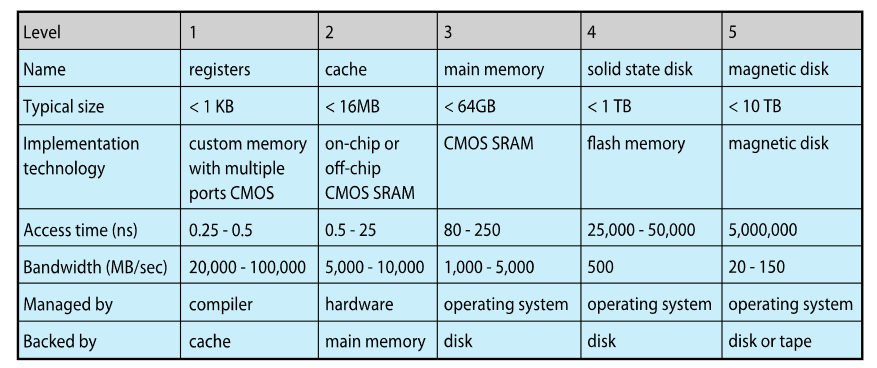 Level 1 2 3 4 5
Name registers cache main memory solid state disk magnetic disk
Typical size < 1 KB < 16MB < 64GB < 1 TB < 10 TB
Implementation custom memory on-chip or CMOS SRAM flash memory magnetic disk
technology with multiple off-chip
ports CMOS CMOS SRAM
Access time (ns) 0.25 - 0.5 0.5 - 25 80 - 250 25,000 - 50,000 5,000,000
Bandwidth (MB/sec) 20,000 - 100,000 5,000 - 10,000 1,000 - 5,000 500 20 - 150
Managed by compiler hardware operating system operating system operating system
Backed by cache main memory disk disk disk or tape